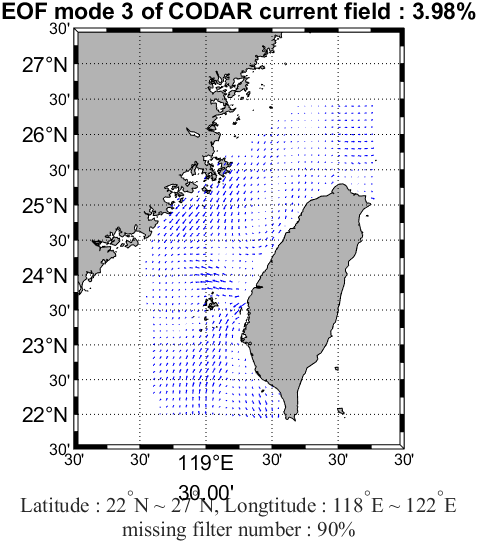 EOF mode 3 of CODAR current field : 3.98%
30'
27°N
30'
26°N
30'
25°N
30'
24°N
30'
23°N
30'
22°N
30'
30' 30' 119°E 30' 30'
30.00'
Latitude : 22°N ~ 27°N, Longtitude : 118°E ~ 122°E
missing filter number : 90%